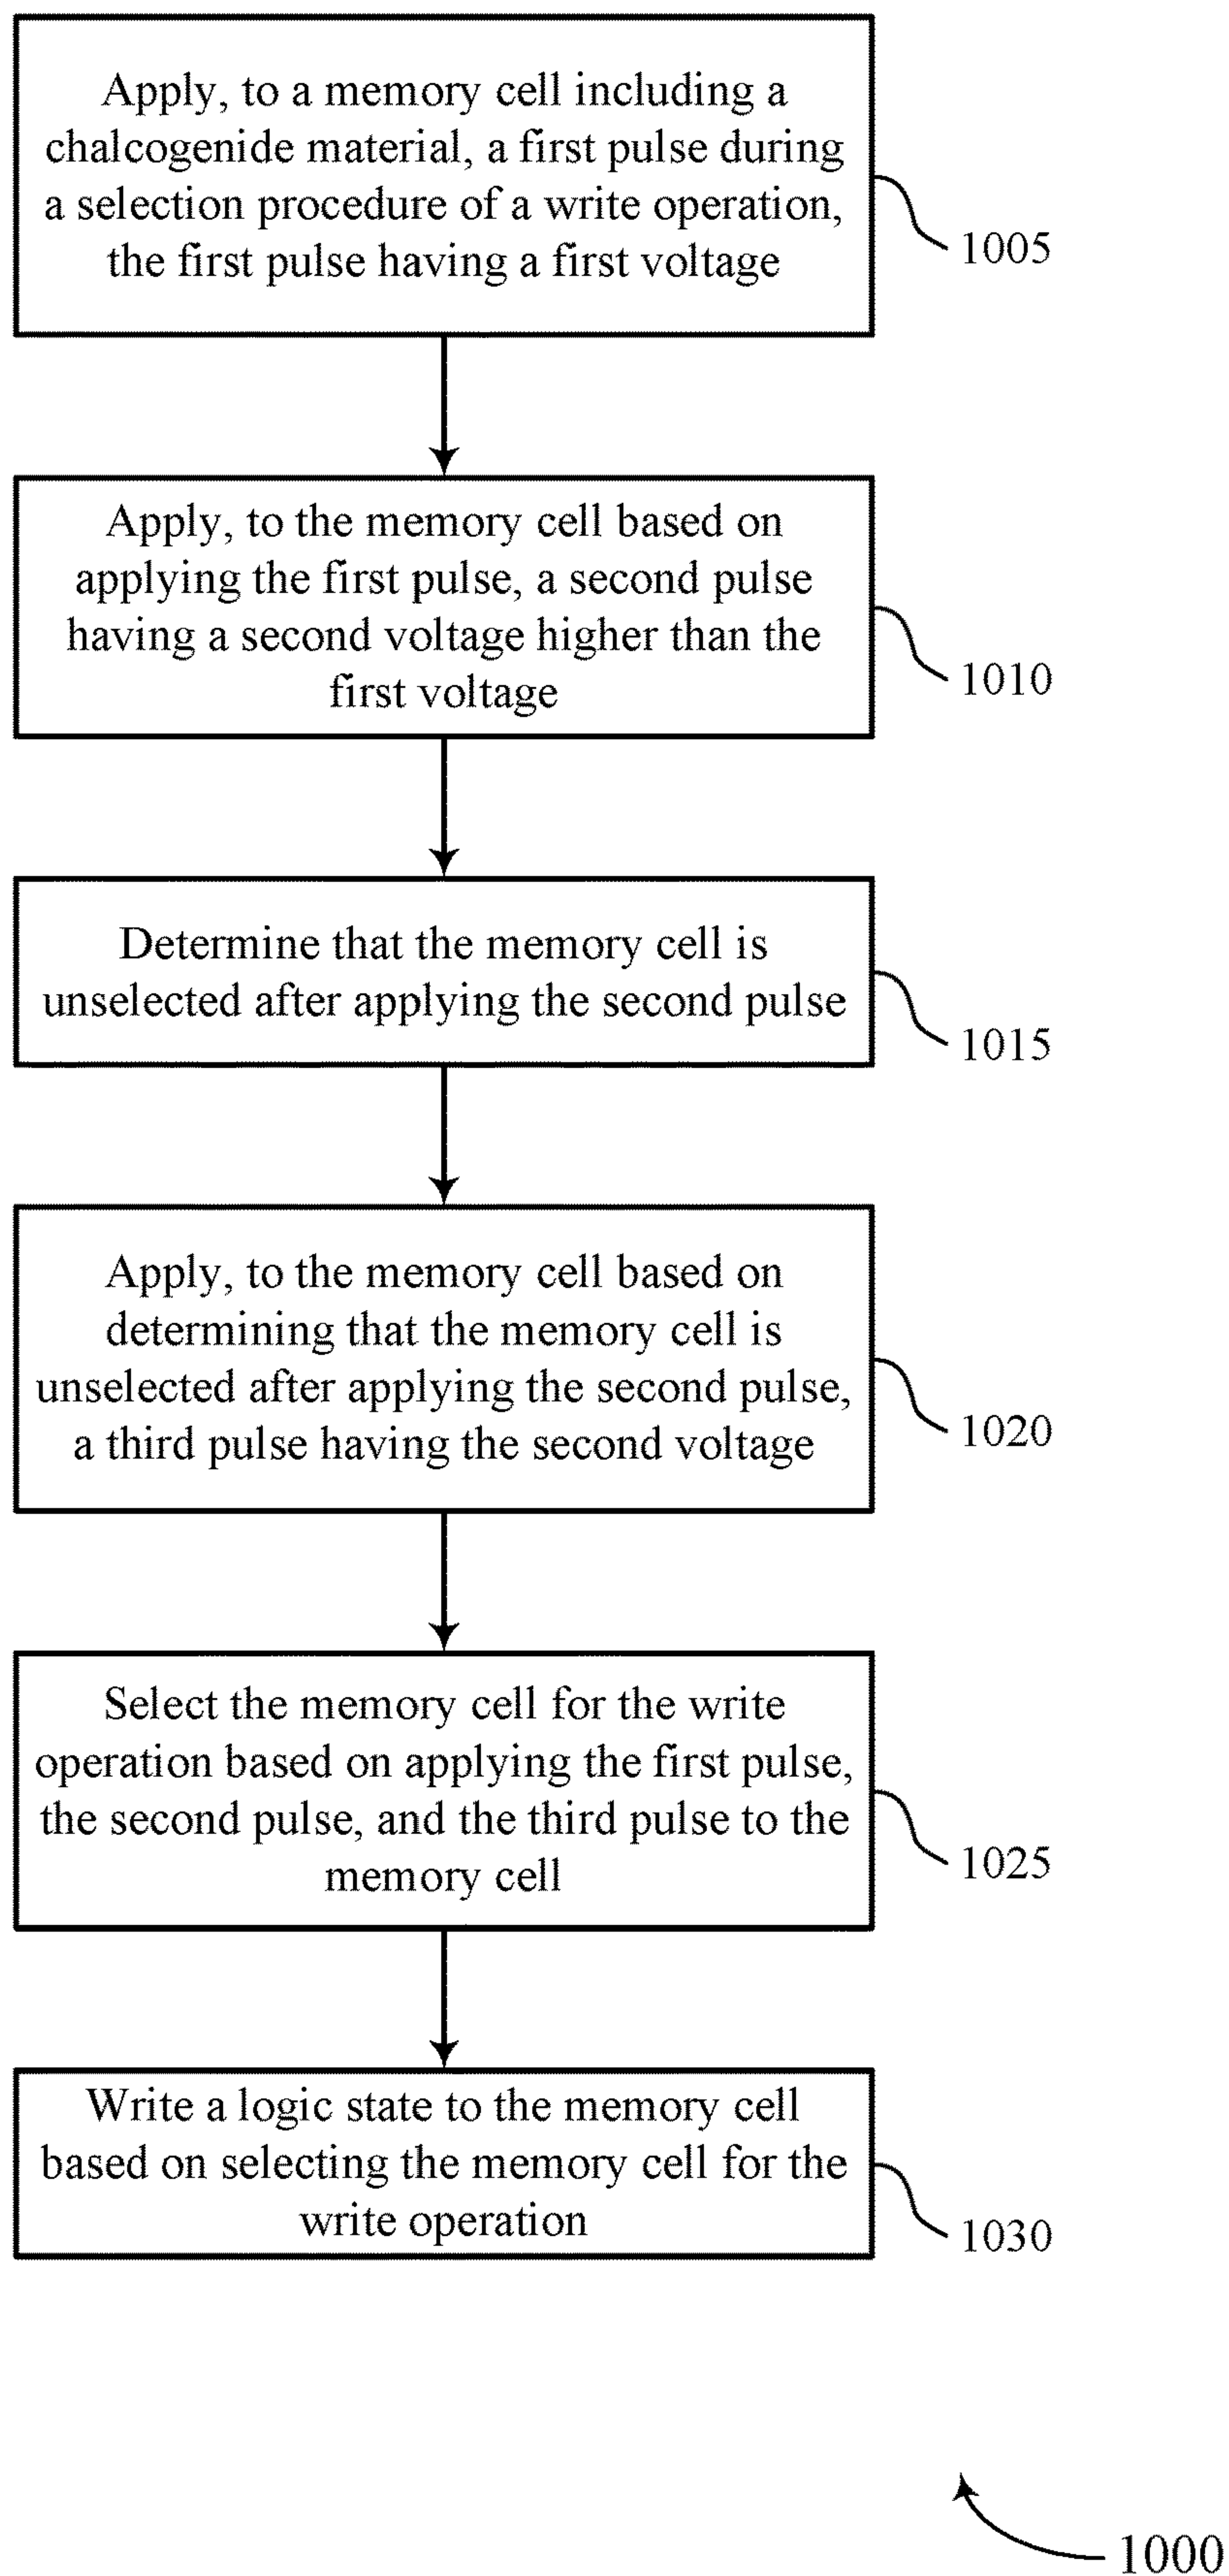 Apply, to a memory cell including a
chalcogenide material, a first pulse during
a selection procedure of a write operation,
the first pulse having a first voltage
1005
Apply, to the memory cell based on
applying the first pulse, a second pulse
having a second voltage higher than the
first voltage
1010
Determine that the memory cell is
unselected after applying the second pulse
1015
Apply, to the memory cell based on
determining that the memory cell is
unselected after applying the second pulse,
a third pulse having the second voltage
1020
Select the memory cell for the write
operation based on applying the first pulse,
the second pulse, and the third pulse to the
memory cell
1025
Write a logic state to the memory cell
based on selecting the memory cell for the
write operation
1030
1000